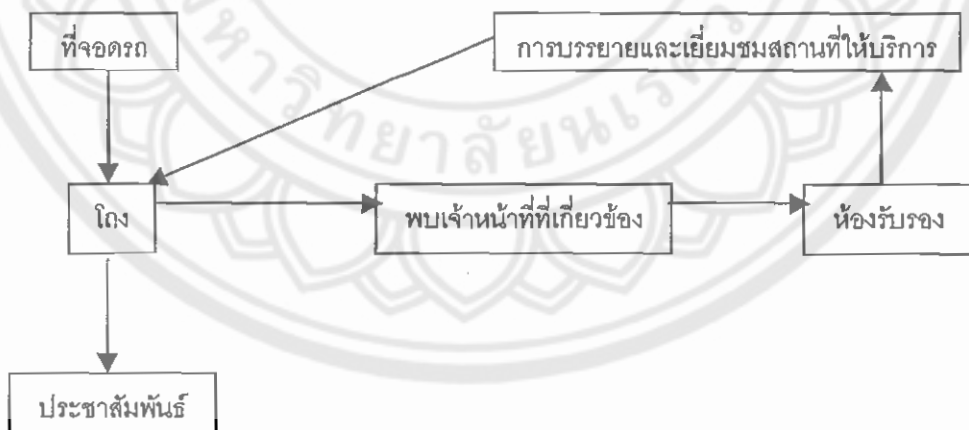 ที่จอดรถ
การบรรยายและเยี่ยมชมสถานที่ให้บริการ
โถง
พบเจ้าหน้าที่ที่เกี่ยวข้อง
ห้องรับรอง
ประชาสัมพันธ์